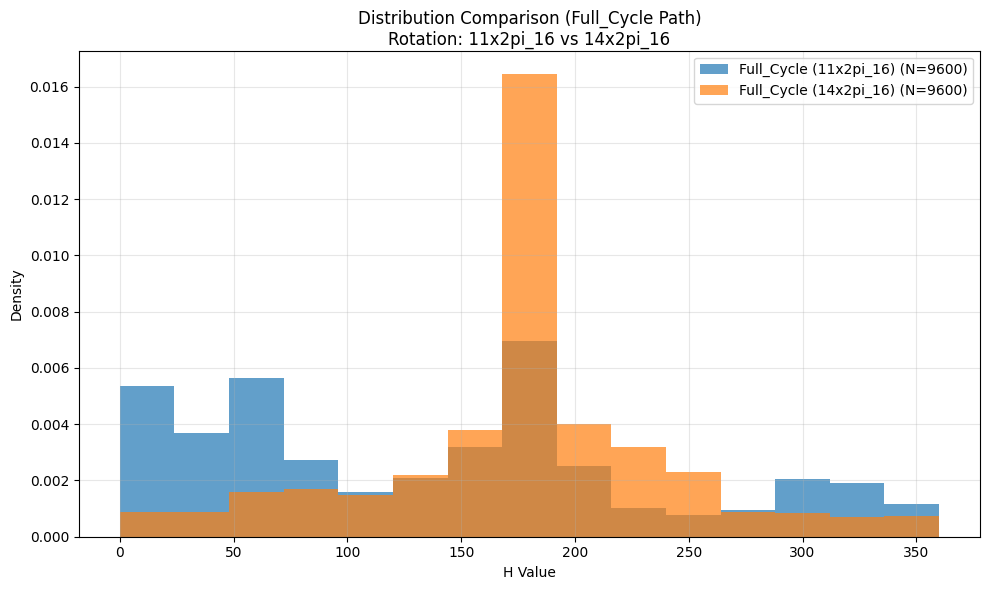 Distribution Comparison (Full_Cycle Path)
Rotation: 11x2pi_16 vs 14x2pi_16
Full_Cycle (11x2pi_16) (N=9600)
Full_Cycle (14x2pi_16) (N=9600)
Density
0.016
0.014
0.012
0.010
0.008
0.006
0.004
0.002
0.000
0 50 100 150 200 250 300 350
H Value